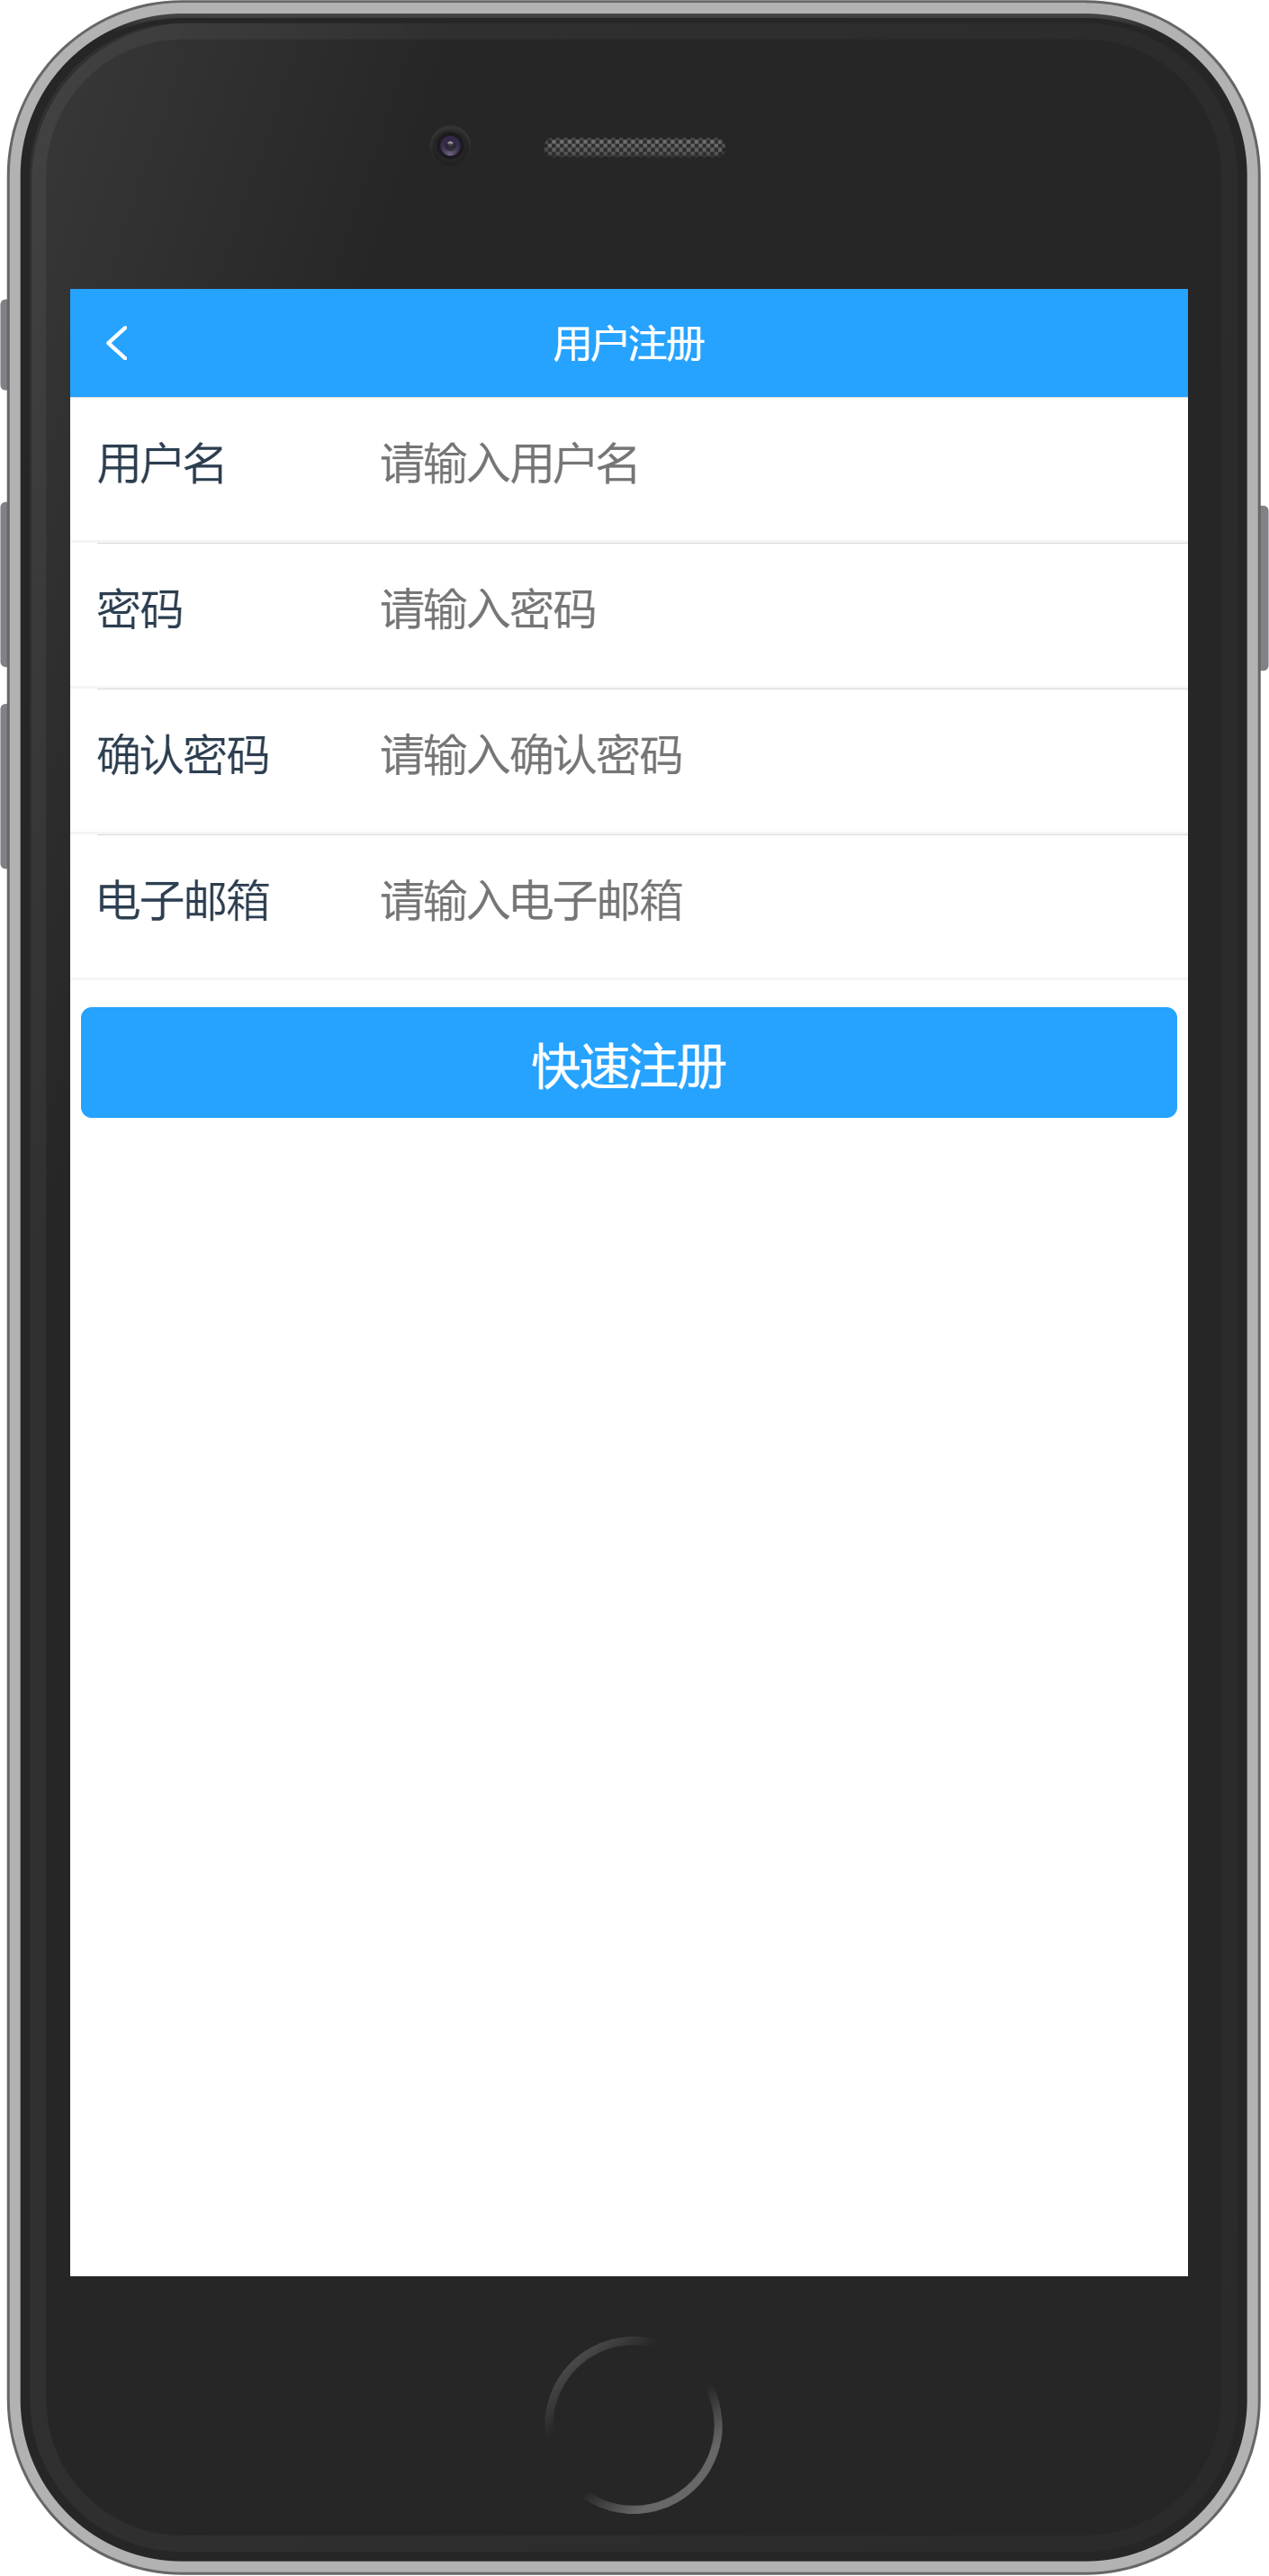 用户注册
用户名 请输入用户名
密码 请输入密码
确认密码 请输入确认密码
电子邮箱 请输入电子邮箱
快速注册